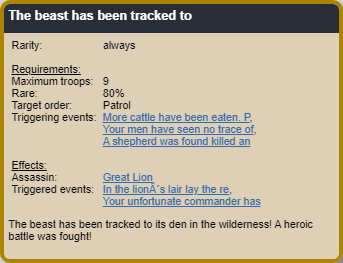 The beast has been tracked to
Rarity: always
Requirements:
Maximum troops: 9
Rare: 80%
Target order: Patrol
Triggering events: More cattle have been eaten. P,
Your men have seen no trace of,
A shepherd was found killed an
Effects:
Assassin: Great Lion
Triggered events: In the lionÂ´s lair lay the re,
Your unfortunate commander has
The beast has been tracked to its den in the wilderness! A heroic
battle was fought!